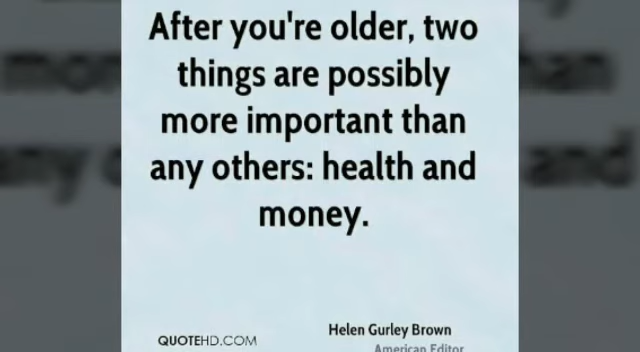 After you're older, two
things are possibly
more important than
any others: health and
money.
Helen Gurley Brown
QUOTEHD.COM
American Editor